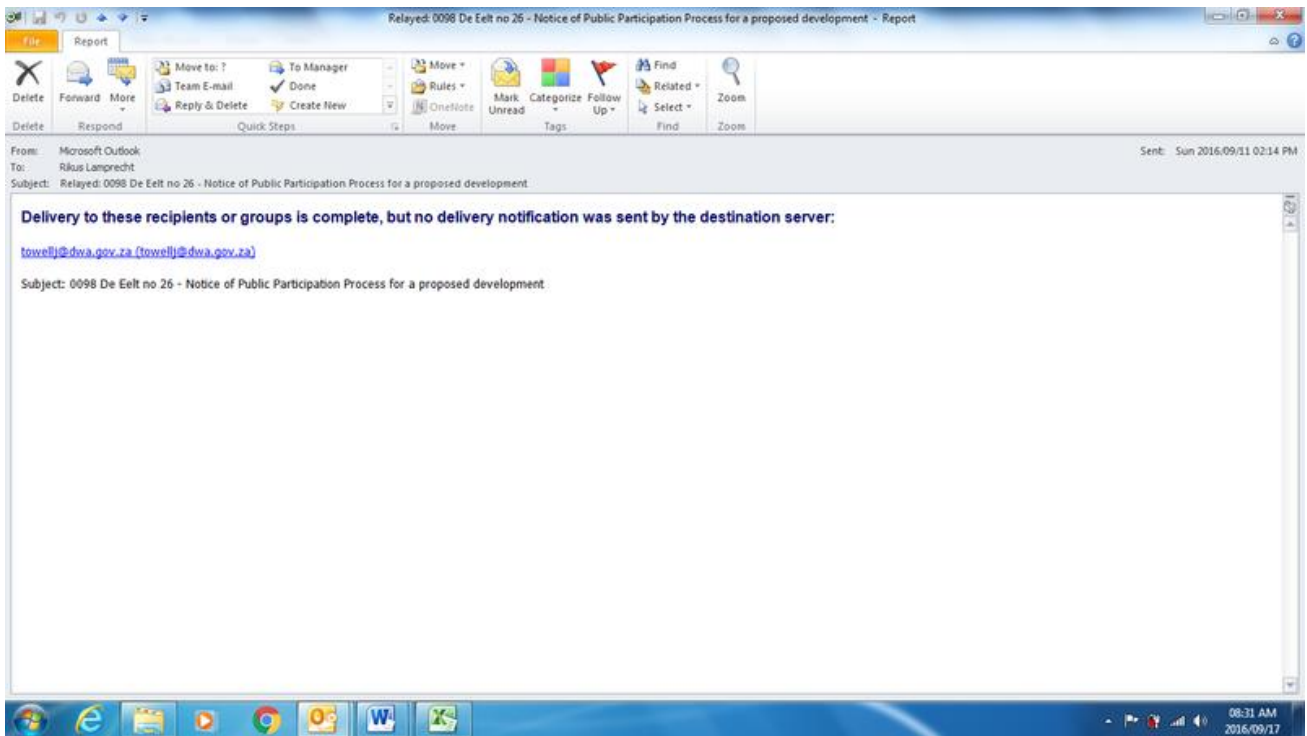 Relayed: 0098 De Eelt no 26 - Notice of Public Participation Process for a proposed development - Report
File Report
Move to: ? To Manager Move Find
Team E-mail Done Rules Related
Delete Forward More Reply & Delete Create New OneNote Mark Unread Categorize Follow Up Select Zoom
Delete Respond Quick Steps Move Tags Find Zoom
From: Microsoft Outlook Sent: Sun 2016/09/11 02:14 PM
To: Rikus Lamprecht
Subject: Relayed: 0098 De Eelt no 26 - Notice of Public Participation Process for a proposed development
Delivery to these recipients or groups is complete, but no delivery notification was sent by the destination server:
towellj@dwa.gov.za (towellj@dwa.gov.za)
Subject: 0098 De Eelt no 26 - Notice of Public Participation Process for a proposed development
08:31 AM
2016/09/17